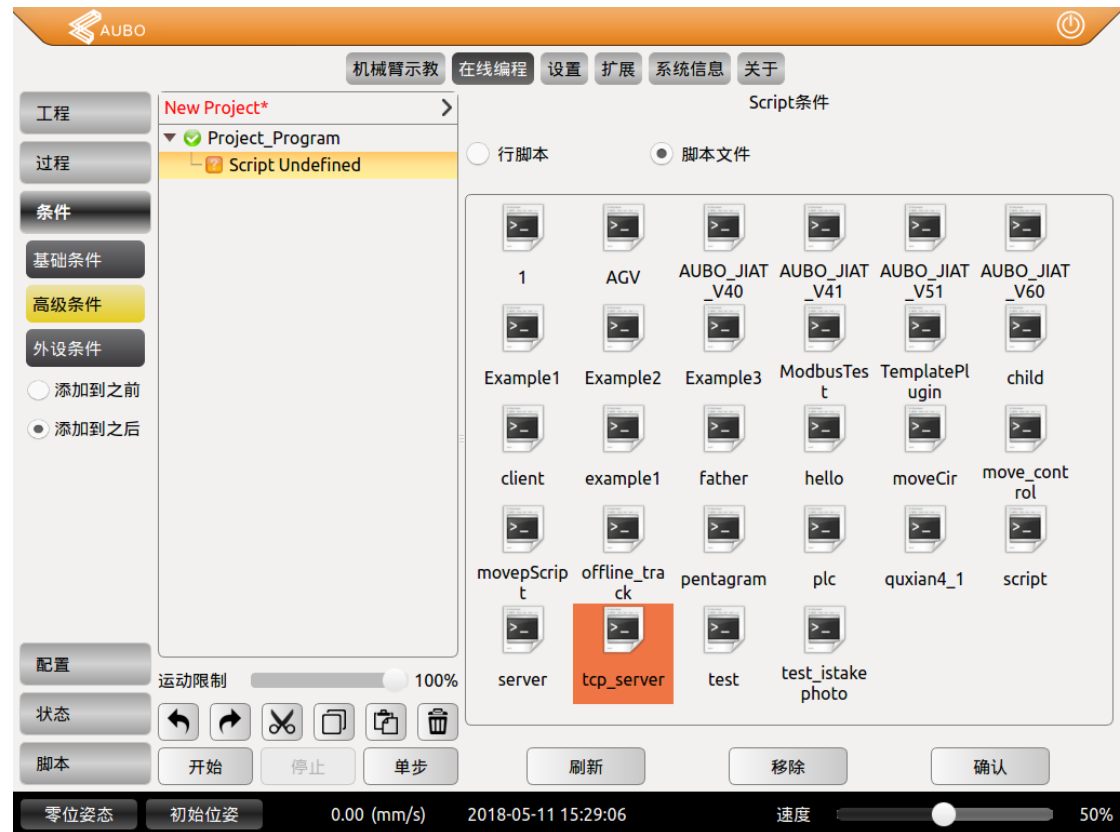 AUBO
机械臂示教 在线编程 设置 扩展 系统信息 关于
工程
过程
条件
基础条件
高级条件
外设条件
添加到之前
添加到之后
配置
状态
脚本
New Project*
Project_Program
Script Undefined
运动限制 100%
开始 停止 单步
Script条件
行脚本 脚本文件
1 AGV AUBO_JIAT AUBO_JIAT AUBO_JIAT AUBO_JIAT
_V40 _V41 _V51 _V60
Example1 Example2 Example3 ModbusTes TemplatePl child
t ugin
client example1 father hello moveCir move_cont
rol
movepScrip offline_tra pentagram plc quxian4_1 script
t ck
server tcp_server test test_istake
photo
刷新 移除 确认
零位姿态 初始位姿 0.00 (mm/s) 2018-05-11 15:29:06 速度 50%